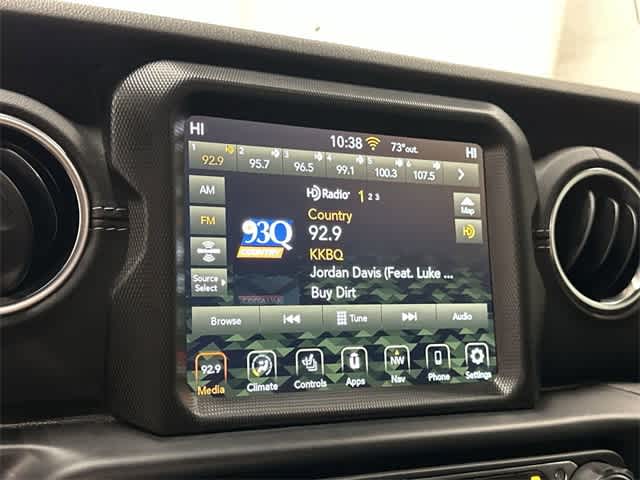 HI 10:38 73°out. HI
1 92.9 2 95.7 3 96.5 4 99.1 5 100.3 6 107.5
AM
HD Radio 1 2 3
Map
FM
93Q
COUNTRY
Country
92.9
HD
KKBQ
Source
Select
Jordan Davis (Feat. Luke ...
Buy Dirt
Browse Tune Audio
92.9 NW
Media Climate Controls Apps Nav Phone Settings